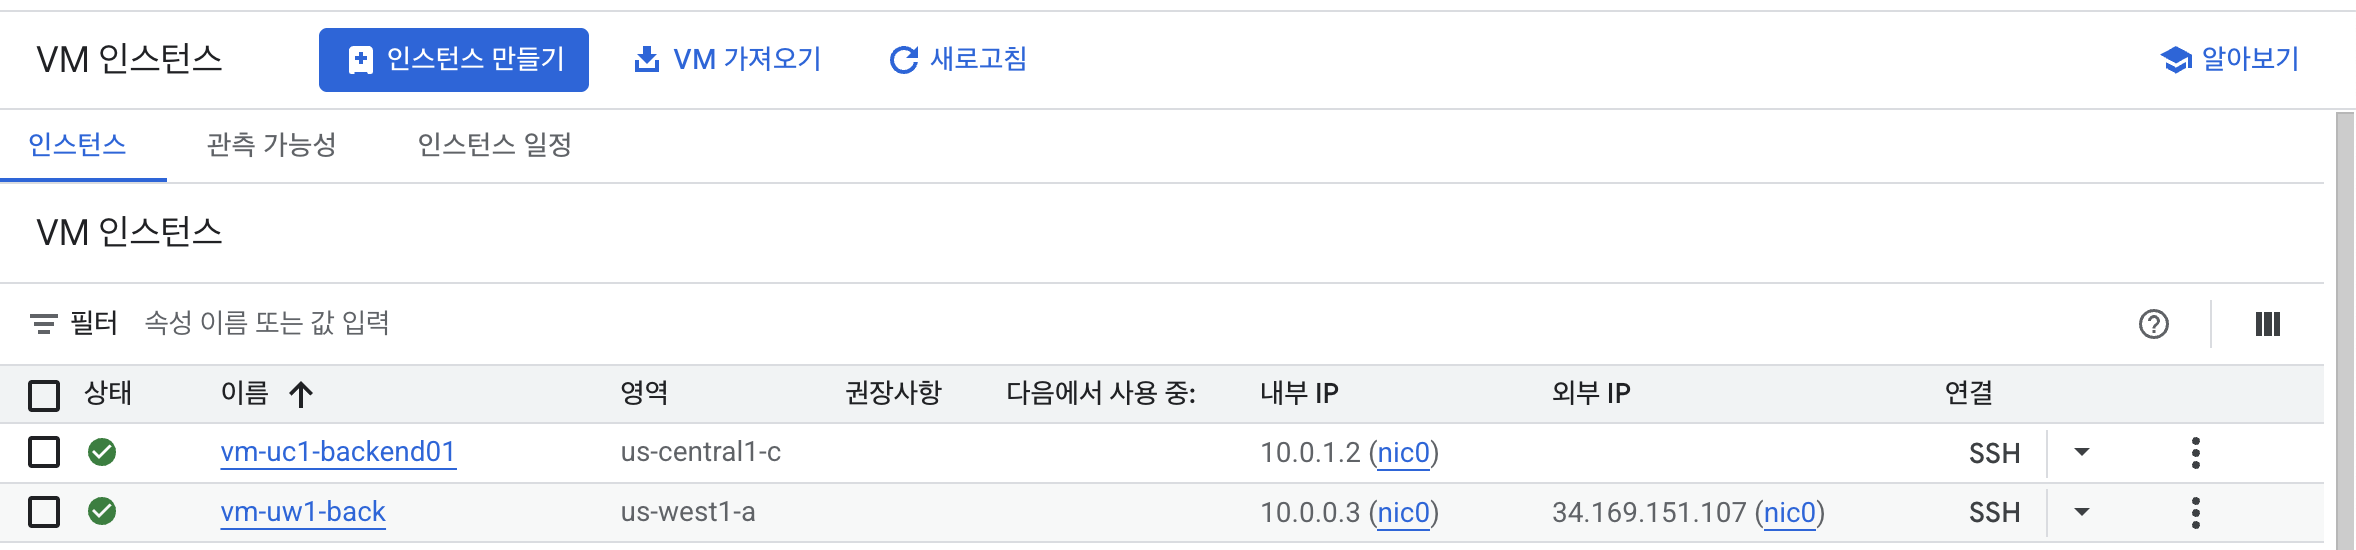 VM 인스턴스 인스턴스 만들기 VM 가져오기 새로고침 알아보기
인스턴스 관측 가능성 인스턴스 일정
VM 인스턴스
필터 속성 이름 또는 값 입력
상태 이름 영역 권장사항 다음에서 사용 중: 내부 IP 외부 IP 연결
vm-uc1-backend01 us-central1-c 10.0.1.2 (nic0) SSH
vm-uw1-back us-west1-a 10.0.0.3 (nic0) 34.169.151.107 (nic0) SSH